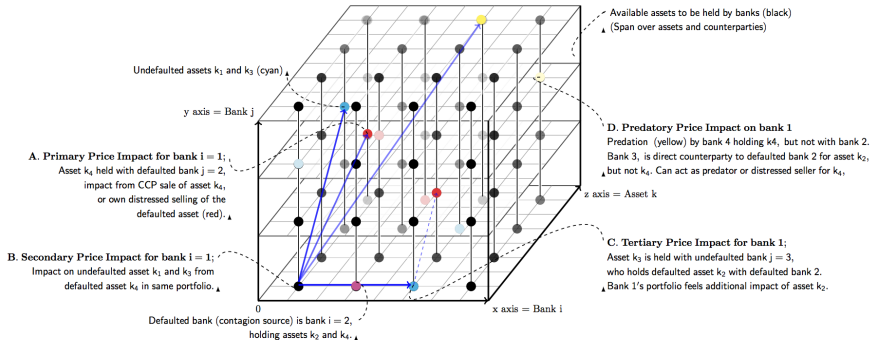 Available assets to be held by banks (black)
(Span over assets and counterparties)
Undefaulted assets k₁ and k₃ (cyan)
y axis = Bank j
A. Primary Price Impact for bank i = 1;
Asset k₄ held with defaulted bank j = 2,
impact from CCP sale of asset k₄,
or own distressed selling of the
defaulted asset (red).
D. Predatory Price Impact on bank 1
Predation (yellow) by bank 4 holding k4, but not with bank 2.
Bank 3, is direct counterparty to defaulted bank 2 for asset k₂,
but not k₄. Can act as predator or distressed seller for k₄,
z axis = Asset k
B. Secondary Price Impact for bank i = 1;
Impact on undefaulted asset k₁ and k₃ from
defaulted asset k₄ in same portfolio.
C. Tertiary Price Impact for bank 1;
Asset k₃ is held with undefaulted bank j = 3,
who holds defaulted asset k₂ with defaulted bank 2.
Bank 1's portfolio feels additional impact of asset k₂.
0
x axis = Bank i
Defaulted bank (contagion source) is bank i = 2,
holding assets k₂ and k₄.